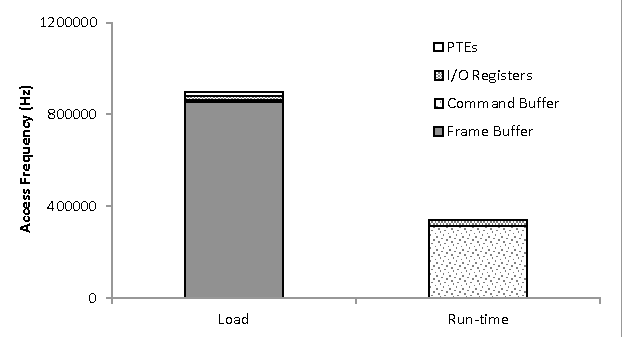 1200000
800000
400000
0
Access Frequency (Hz)
PTEs
I/O Registers
Command Buffer
Frame Buffer
Load
Run-time